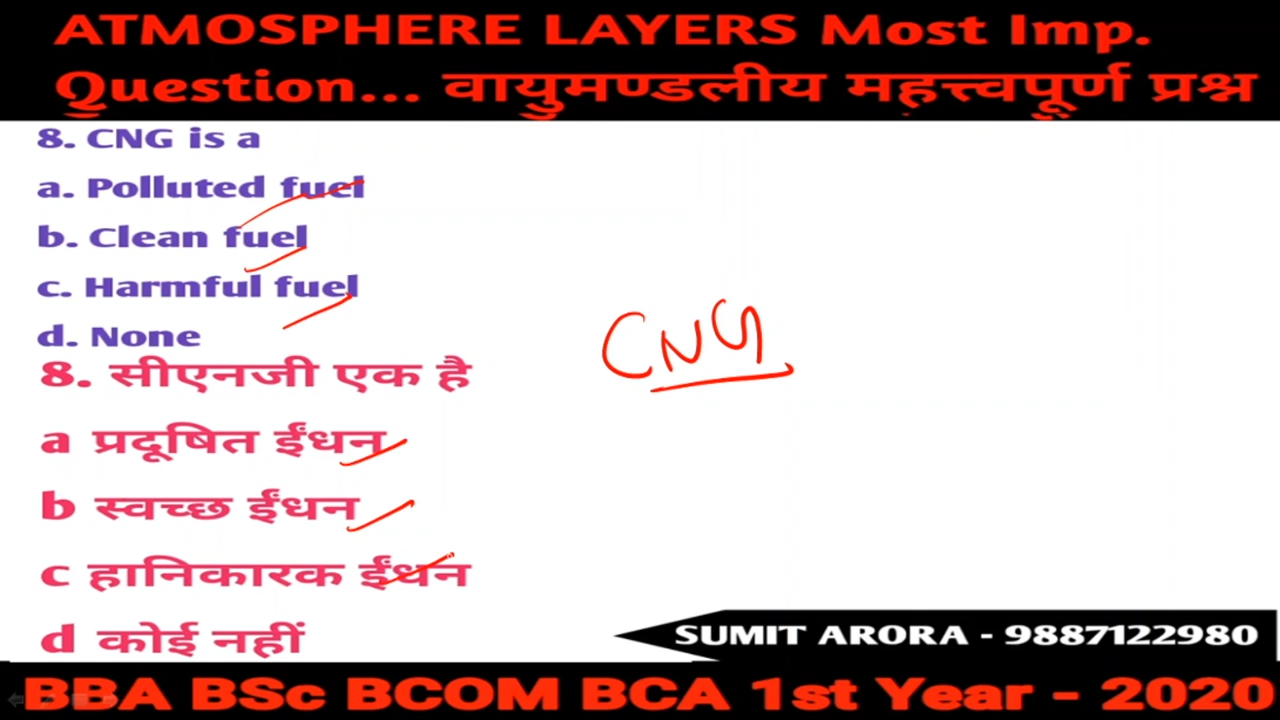 ATMOSPHERE LAYERS Most Imp.
Question... वायुमण्डलीय महत्त्वपूर्ण प्रश्न
8. CNG is a
a. Polluted fuel
b. Clean fuel
c. Harmful fuel
d. None
8. सीएनजी एक है
a प्रदूषित ईंधन
b स्वच्छ ईंधन
c हानिकारक ईंधन
d कोई नहीं
CNG
SUMIT ARORA - 9887122980
BBA BSc BCOM BCA 1st Year - 2020